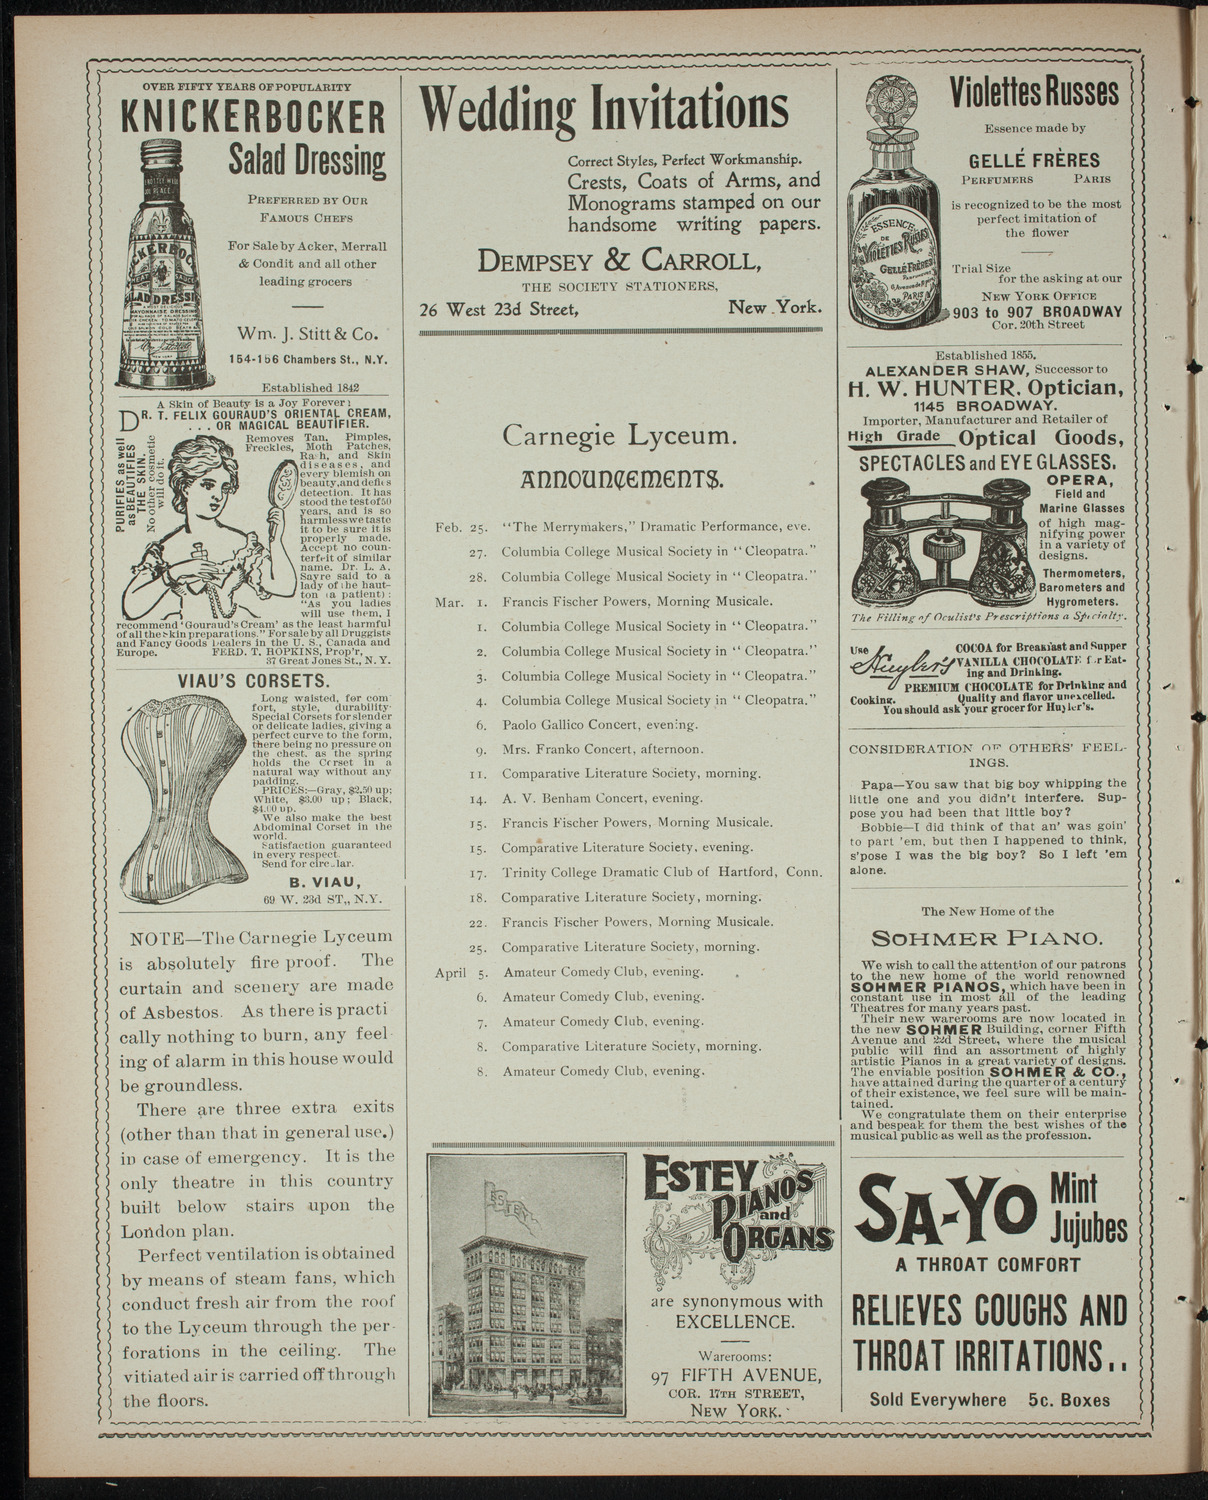 OVER FIFTY YEARS OF POPULARITY
KNICKERBOCKER
Salad Dressing
PREFERRED BY OUR
FAMOUS CHEFS
For Sale by Acker, Merrall
& Condit and all other
leading grocers
Wm. J. Stitt & Co.
154-156 Chambers St., N.Y.
Established 1842
A Skin of Beauty is a Joy Forever:
DR. T. FELIX GOURAUD'S ORIENTAL CREAM,
... OR MAGICAL BEAUTIFIER.
PURIFIES as well
as BEAUTIFIES
THE SKIN.
No other cosmetic
will do it.
Removes Tan, Pimples,
Freckles, Moth Patches,
Rash, and Skin
diseases, and
every blemish on
beauty, and defies
detection. It has
stood the test of 50
years, and is so
harmless we taste
it to be sure it is
properly made.
Accept no coun-
terfeit of similar
name. Dr. L. A.
Sayre said to a
lady of the haut-
ton (a patient):
"As you ladies
will use them, I
recommend 'Gouraud's Cream' as the least harmful
of all the skin preparations." For sale by all Druggists
and Fancy Goods Dealers in the U. S., Canada and
Europe. FERD. T. HOPKINS, Prop'r,
37 Great Jones St., N. Y.
VIAU'S CORSETS.
Long waisted, for com
fort, style, durability
Special Corsets for slender
or delicate ladies, giving a
perfect curve to the form,
there being no pressure on
the chest, as the spring
holds the Corset in a
natural way without any
padding.
PRICES:—Gray, $2.50 up;
White, $3.00 up; Black,
$4.00 up.
We also make the best
Abdominal Corset in the
world.
Satisfaction guaranteed
in every respect.
Send for circular.
B. VIAU,
69 W. 23d ST., N.Y.
NOTE—The Carnegie Lyceum
is absolutely fire proof. The
curtain and scenery are made
of Asbestos. As there is practi
cally nothing to burn, any feel
ing of alarm in this house would
be groundless.
There are three extra exits
(other than that in general use.)
in case of emergency. It is the
only theatre in this country
built below stairs upon the
London plan.
Perfect ventilation is obtained
by means of steam fans, which
conduct fresh air from the roof
to the Lyceum through the per-
forations in the ceiling. The
vitiated air is carried off through
the floors.
Wedding Invitations
Correct Styles, Perfect Workmanship.
Crests, Coats of Arms, and
Monograms stamped on our
handsome writing papers.
DEMPSEY & CARROLL,
THE SOCIETY STATIONERS,
26 West 23d Street, New York.
Carnegie Lyceum.
ANNOUNCEMENTS.
Feb. 25. "The Merrymakers," Dramatic Performance, eve.
27. Columbia College Musical Society in "Cleopatra."
28. Columbia College Musical Society in "Cleopatra."
Mar. 1. Francis Fischer Powers, Morning Musicale.
1. Columbia College Musical Society in "Cleopatra."
2. Columbia College Musical Society in "Cleopatra."
3. Columbia College Musical Society in "Cleopatra."
4. Columbia College Musical Society in "Cleopatra."
6. Paolo Gallico Concert, evening.
9. Mrs. Franko Concert, afternoon.
11. Comparative Literature Society, morning.
14. A. V. Benham Concert, evening.
15. Francis Fischer Powers, Morning Musicale.
15. Comparative Literature Society, evening.
17. Trinity College Dramatic Club of Hartford, Conn.
18. Comparative Literature Society, morning.
22. Francis Fischer Powers, Morning Musicale.
25. Comparative Literature Society, morning.
April 5. Amateur Comedy Club, evening.
6. Amateur Comedy Club, evening.
7. Amateur Comedy Club, evening.
8. Comparative Literature Society, morning.
8. Amateur Comedy Club, evening.
ESTEY
ESTEY
PIANOS
and
ORGANS
are synonymous with
EXCELLENCE.
Warerooms:
97 FIFTH AVENUE,
COR. 17TH STREET,
NEW YORK.
Violettes Russes
Essence made by
GELLÉ FRÈRES
PERFUMERS PARIS
is recognized to be the most
perfect imitation of
the flower
Trial Size
for the asking at our
NEW YORK OFFICE
903 to 907 BROADWAY
Cor. 20th Street
ESSENCE
DE
VIOLETTES RUSSES
GELLÉ FRÈRES
PARIS
Established 1855.
ALEXANDER SHAW, Successor to
H. W. HUNTER, Optician,
1145 BROADWAY.
Importer, Manufacturer and Retailer of
High Grade Optical Goods,
SPECTACLES and EYE GLASSES,
OPERA,
Field and
Marine Glasses
of high mag-
nifying power
in a variety of
designs.
Thermometers,
Barometers and
Hygrometers.
The Filling of Oculist's Prescriptions a Specialty.
Use Huyler's COCOA for Breakfast and Supper
VANILLA CHOCOLATE for Eat-
ing and Drinking.
PREMIUM CHOCOLATE for Drinking and
Cooking. Quality and flavor unexcelled.
You should ask your grocer for Huyler's.
CONSIDERATION OF OTHERS' FEEL-
INGS.
Papa—You saw that big boy whipping the
little one and you didn't interfere. Sup-
pose you had been that little boy?
Bobbie—I did think of that an' was goin'
to part 'em, but then I happened to think,
s'pose I was the big boy? So I left 'em
alone.
The New Home of the
SOHMER PIANO.
We wish to call the attention of our patrons
to the new home of the world renowned
SOHMER PIANOS, which have been in
constant use in most all of the leading
Theatres for many years past.
Their new warerooms are now located in
the new SOHMER Building, corner Fifth
Avenue and 22d Street, where the musical
public will find an assortment of highly
artistic Pianos in a great variety of designs.
The enviable position SOHMER & CO.,
have attained during the quarter of a century
of their existence, we feel sure will be main-
tained.
We congratulate them on their enterprise
and bespeak for them the best wishes of the
musical public as well as the profession.
SA-YO Mint
Jujubes
A THROAT COMFORT
RELIEVES COUGHS AND
THROAT IRRITATIONS..
Sold Everywhere 5c. Boxes